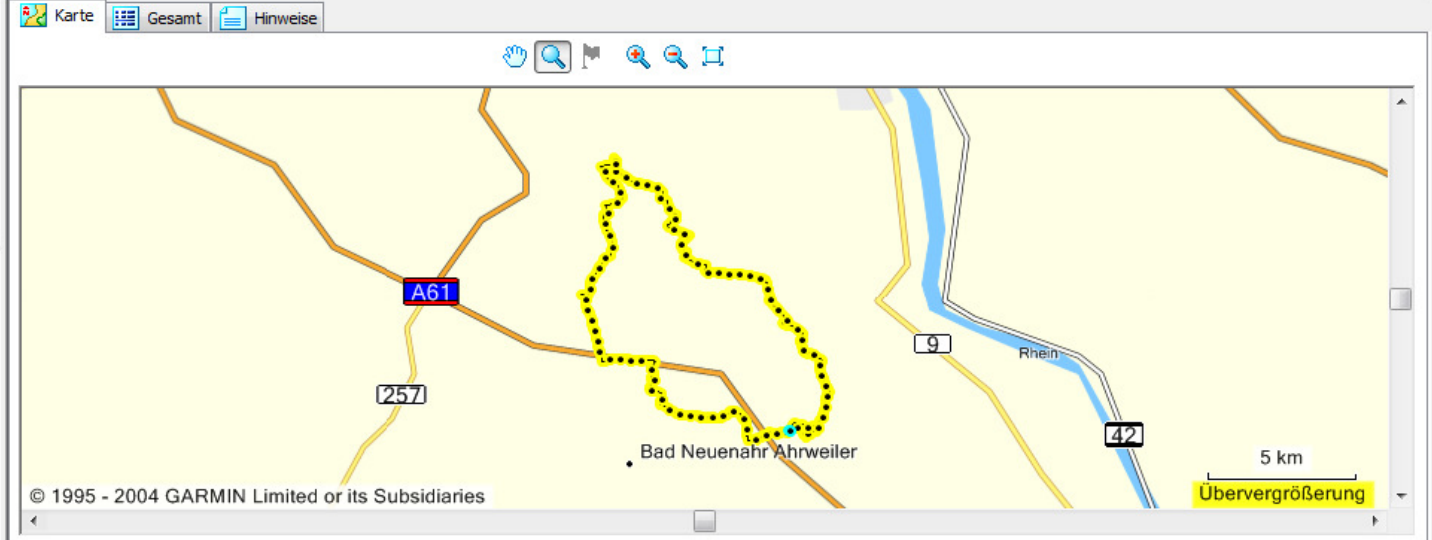 Karte
Gesamt
Hinweise
A61
9
Rhein
257
42
Bad Neuenahr Ahrweiler
5 km
© 1995 - 2004 GARMIN Limited or its Subsidiaries
Übervergrößerung